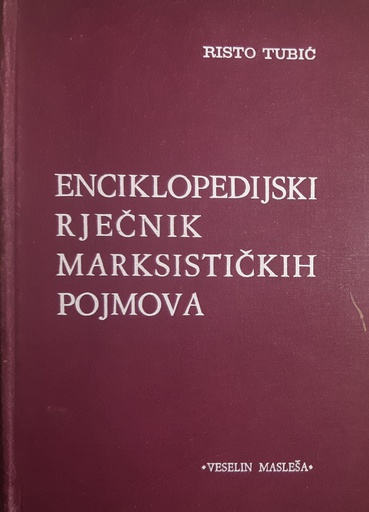 RISTO TUBIĆ
ENCIKLOPEDIJSKI
RJEČNIK
MARKSISTIČKIH
POJMOVA
•VESELIN MASLEŠA•